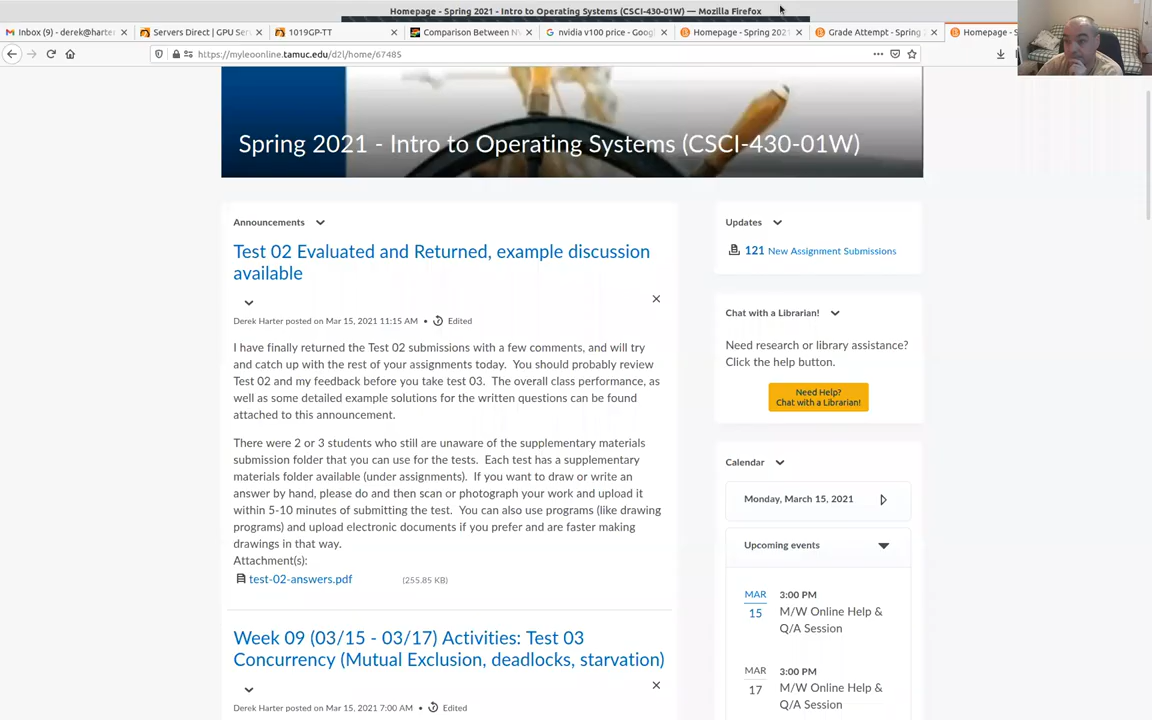 Homepage - Spring 2021 - Intro to Operating Systems (CSCI-430-01W) — Mozilla Firefox
Inbox (9) - derek@harter
Servers Direct | GPU Ser
1019GP-TT
Comparison Between NV
nvidia v100 price - Goog
Homepage - Spring 2021
Grade Attempt - Spring
Homepage - S
https://myleoonline.tamuc.edu/d2l/home/67485
Spring 2021 - Intro to Operating Systems (CSCI-430-01W)
Announcements
Test 02 Evaluated and Returned, example discussion
available
Derek Harter posted on Mar 15, 2021 11:15 AM • Edited
I have finally returned the Test 02 submissions with a few comments, and will try
and catch up with the rest of your assignments today. You should probably review
Test 02 and my feedback before you take test 03. The overall class performance, as
well as some detailed example solutions for the written questions can be found
attached to this announcement.
There were 2 or 3 students who still are unaware of the supplementary materials
submission folder that you can use for the tests. Each test has a supplementary
materials folder available (under assignments). If you want to draw or write an
answer by hand, please do and then scan or photograph your work and upload it
within 5-10 minutes of submitting the test. You can also use programs (like drawing
programs) and upload electronic documents if you prefer and are faster making
drawings in that way.
Attachment(s):
test-02-answers.pdf (255.85 KB)
Week 09 (03/15 - 03/17) Activities: Test 03
Concurrency (Mutual Exclusion, deadlocks, starvation)
Derek Harter posted on Mar 15, 2021 7:00 AM • Edited
Updates
121 New Assignment Submissions
Chat with a Librarian!
Need research or library assistance?
Click the help button.
Need Help?
Chat with a Librarian!
Calendar
Monday, March 15, 2021
Upcoming events
MAR
15
3:00 PM
M/W Online Help &
Q/A Session
MAR
17
3:00 PM
M/W Online Help &
Q/A Session